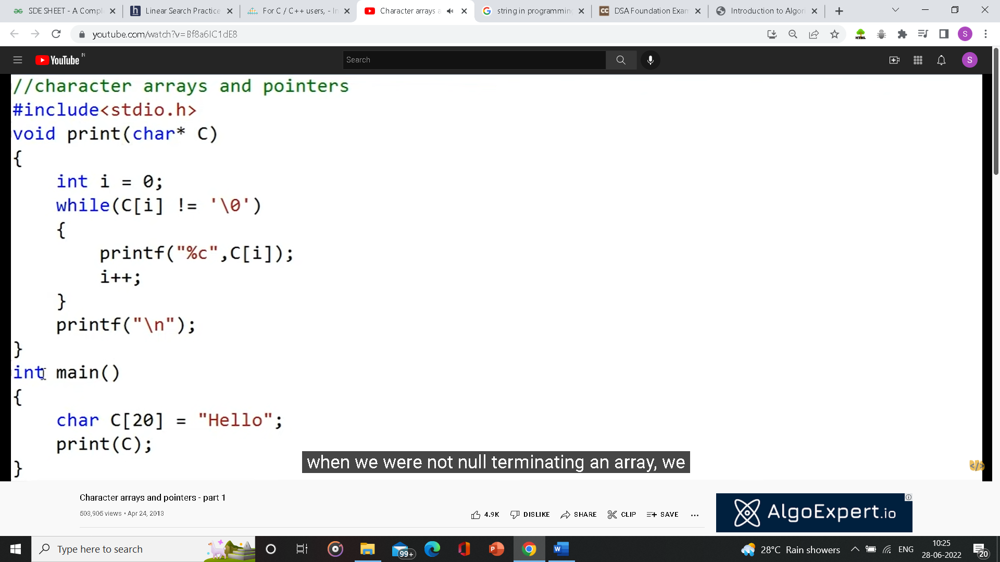 SDE SHEET - A Compl
Linear Search Practice
For C / C++ users, - In
Character arrays a
string in programming
DSA Foundation Exam
Introduction to Algori
youtube.com/watch?v=Bf8a6IC1dE8
HTML
S
YouTube IN
Search
S
//character arrays and pointers
#include<stdio.h>
void print(char* C)
{
int i = 0;
while(C[i] != '\0')
{
printf("%c",C[i]);
i++;
}
printf("\n");
}
int main()
{
char C[20] = "Hello";
print(C);
}
when we were not null terminating an array, we
Character arrays and pointers - part 1
503,905 views • Apr 24, 2013
4.9K DISLIKE SHARE CLIP SAVE
AlgoExpert.io
Type here to search
99+
28°C Rain showers
ENG
10:25
28-06-2022
20